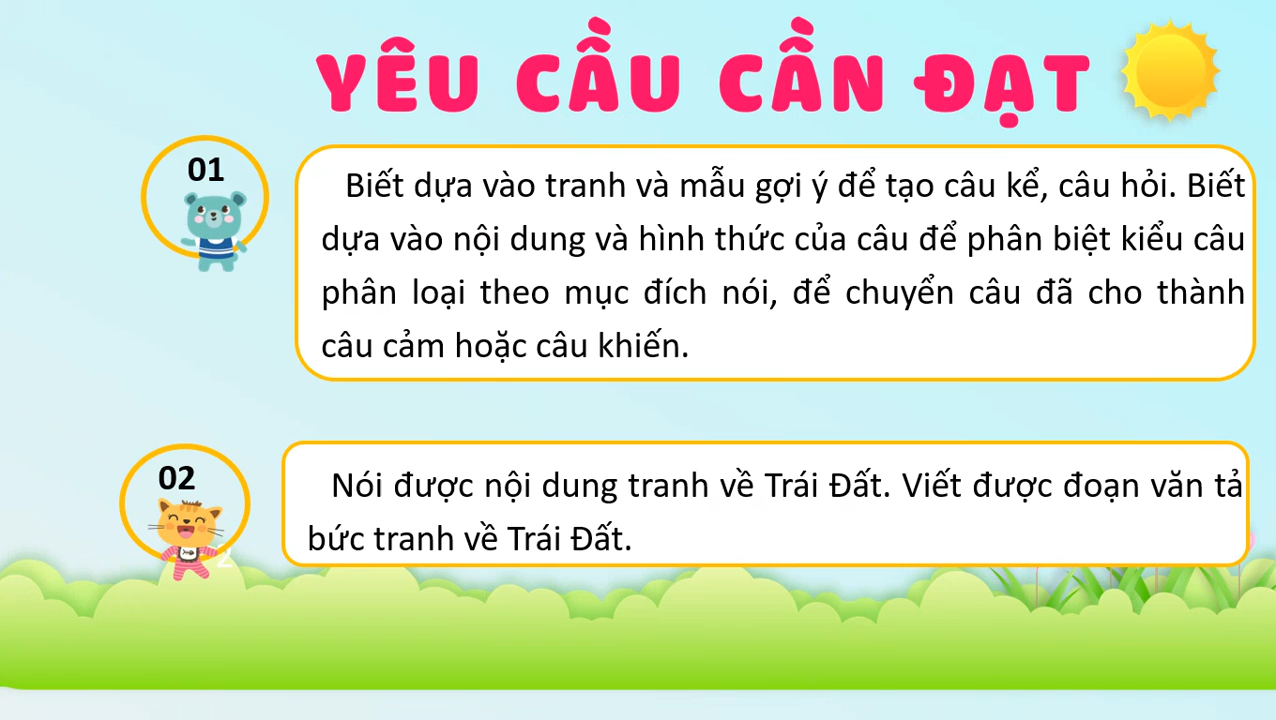 YÊU CẦU CẦN ĐẠT
01
Biết dựa vào tranh và mẫu gợi ý để tạo câu kể, câu hỏi. Biết
dựa vào nội dung và hình thức của câu để phân biệt kiểu câu
phân loại theo mục đích nói, để chuyển câu đã cho thành
câu cảm hoặc câu khiến.
02
2
Nói được nội dung tranh về Trái Đất. Viết được đoạn văn tả
bức tranh về Trái Đất.